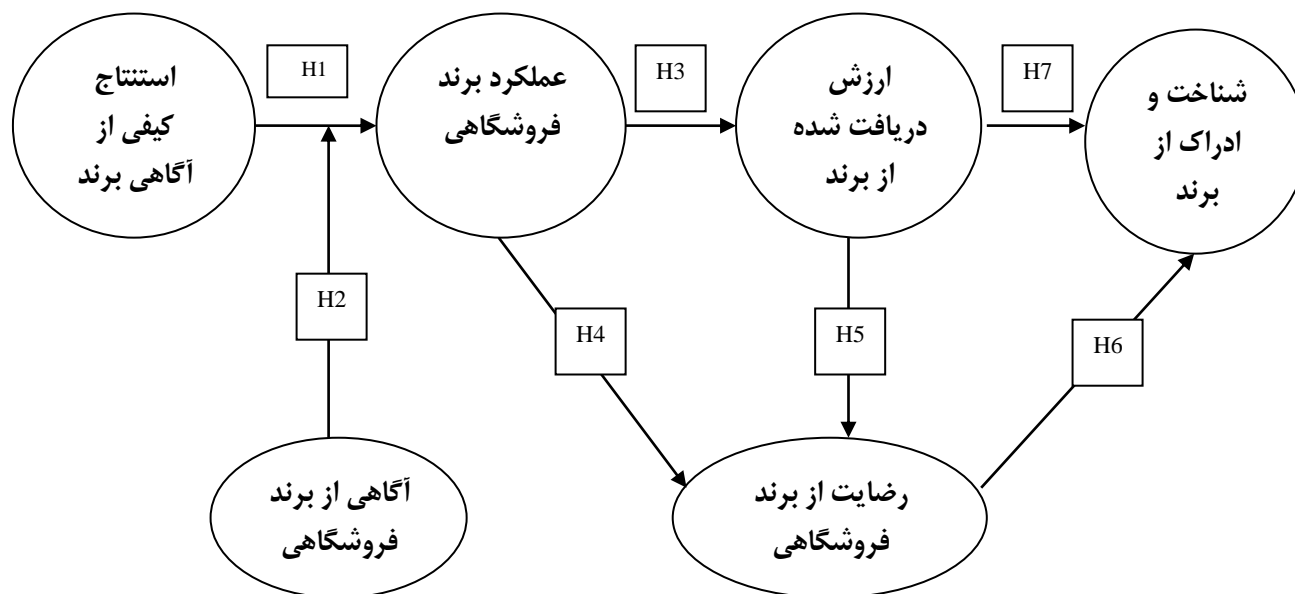 استنتاج
کیفی از
آگاهی برند
H1
عملکرد برند
فروشگاهی
H3
ارزش
دریافت شده
از برند
H7
شناخت و
ادراک از
برند
H2
H4
H5
H6
آگاهی از برند
فروشگاهی
رضایت از برند
فروشگاهی